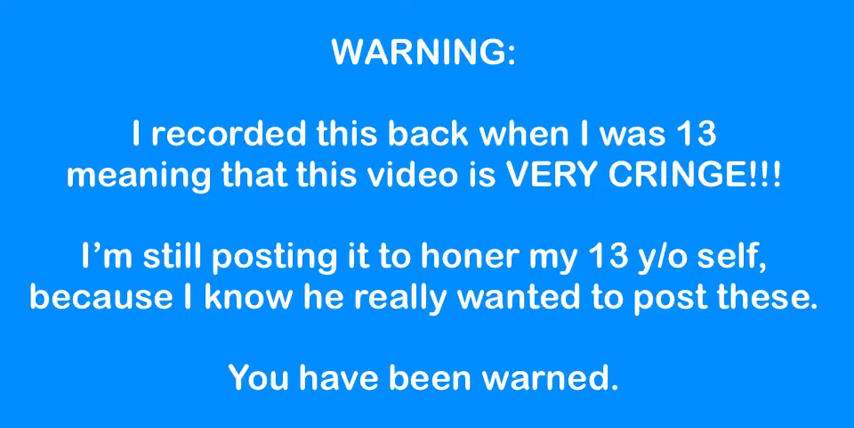 WARNING:
I recorded this back when I was 13
meaning that this video is VERY CRINGE!!!
I'm still posting it to honer my 13 y/o self,
because I know he really wanted to post these.
You have been warned.